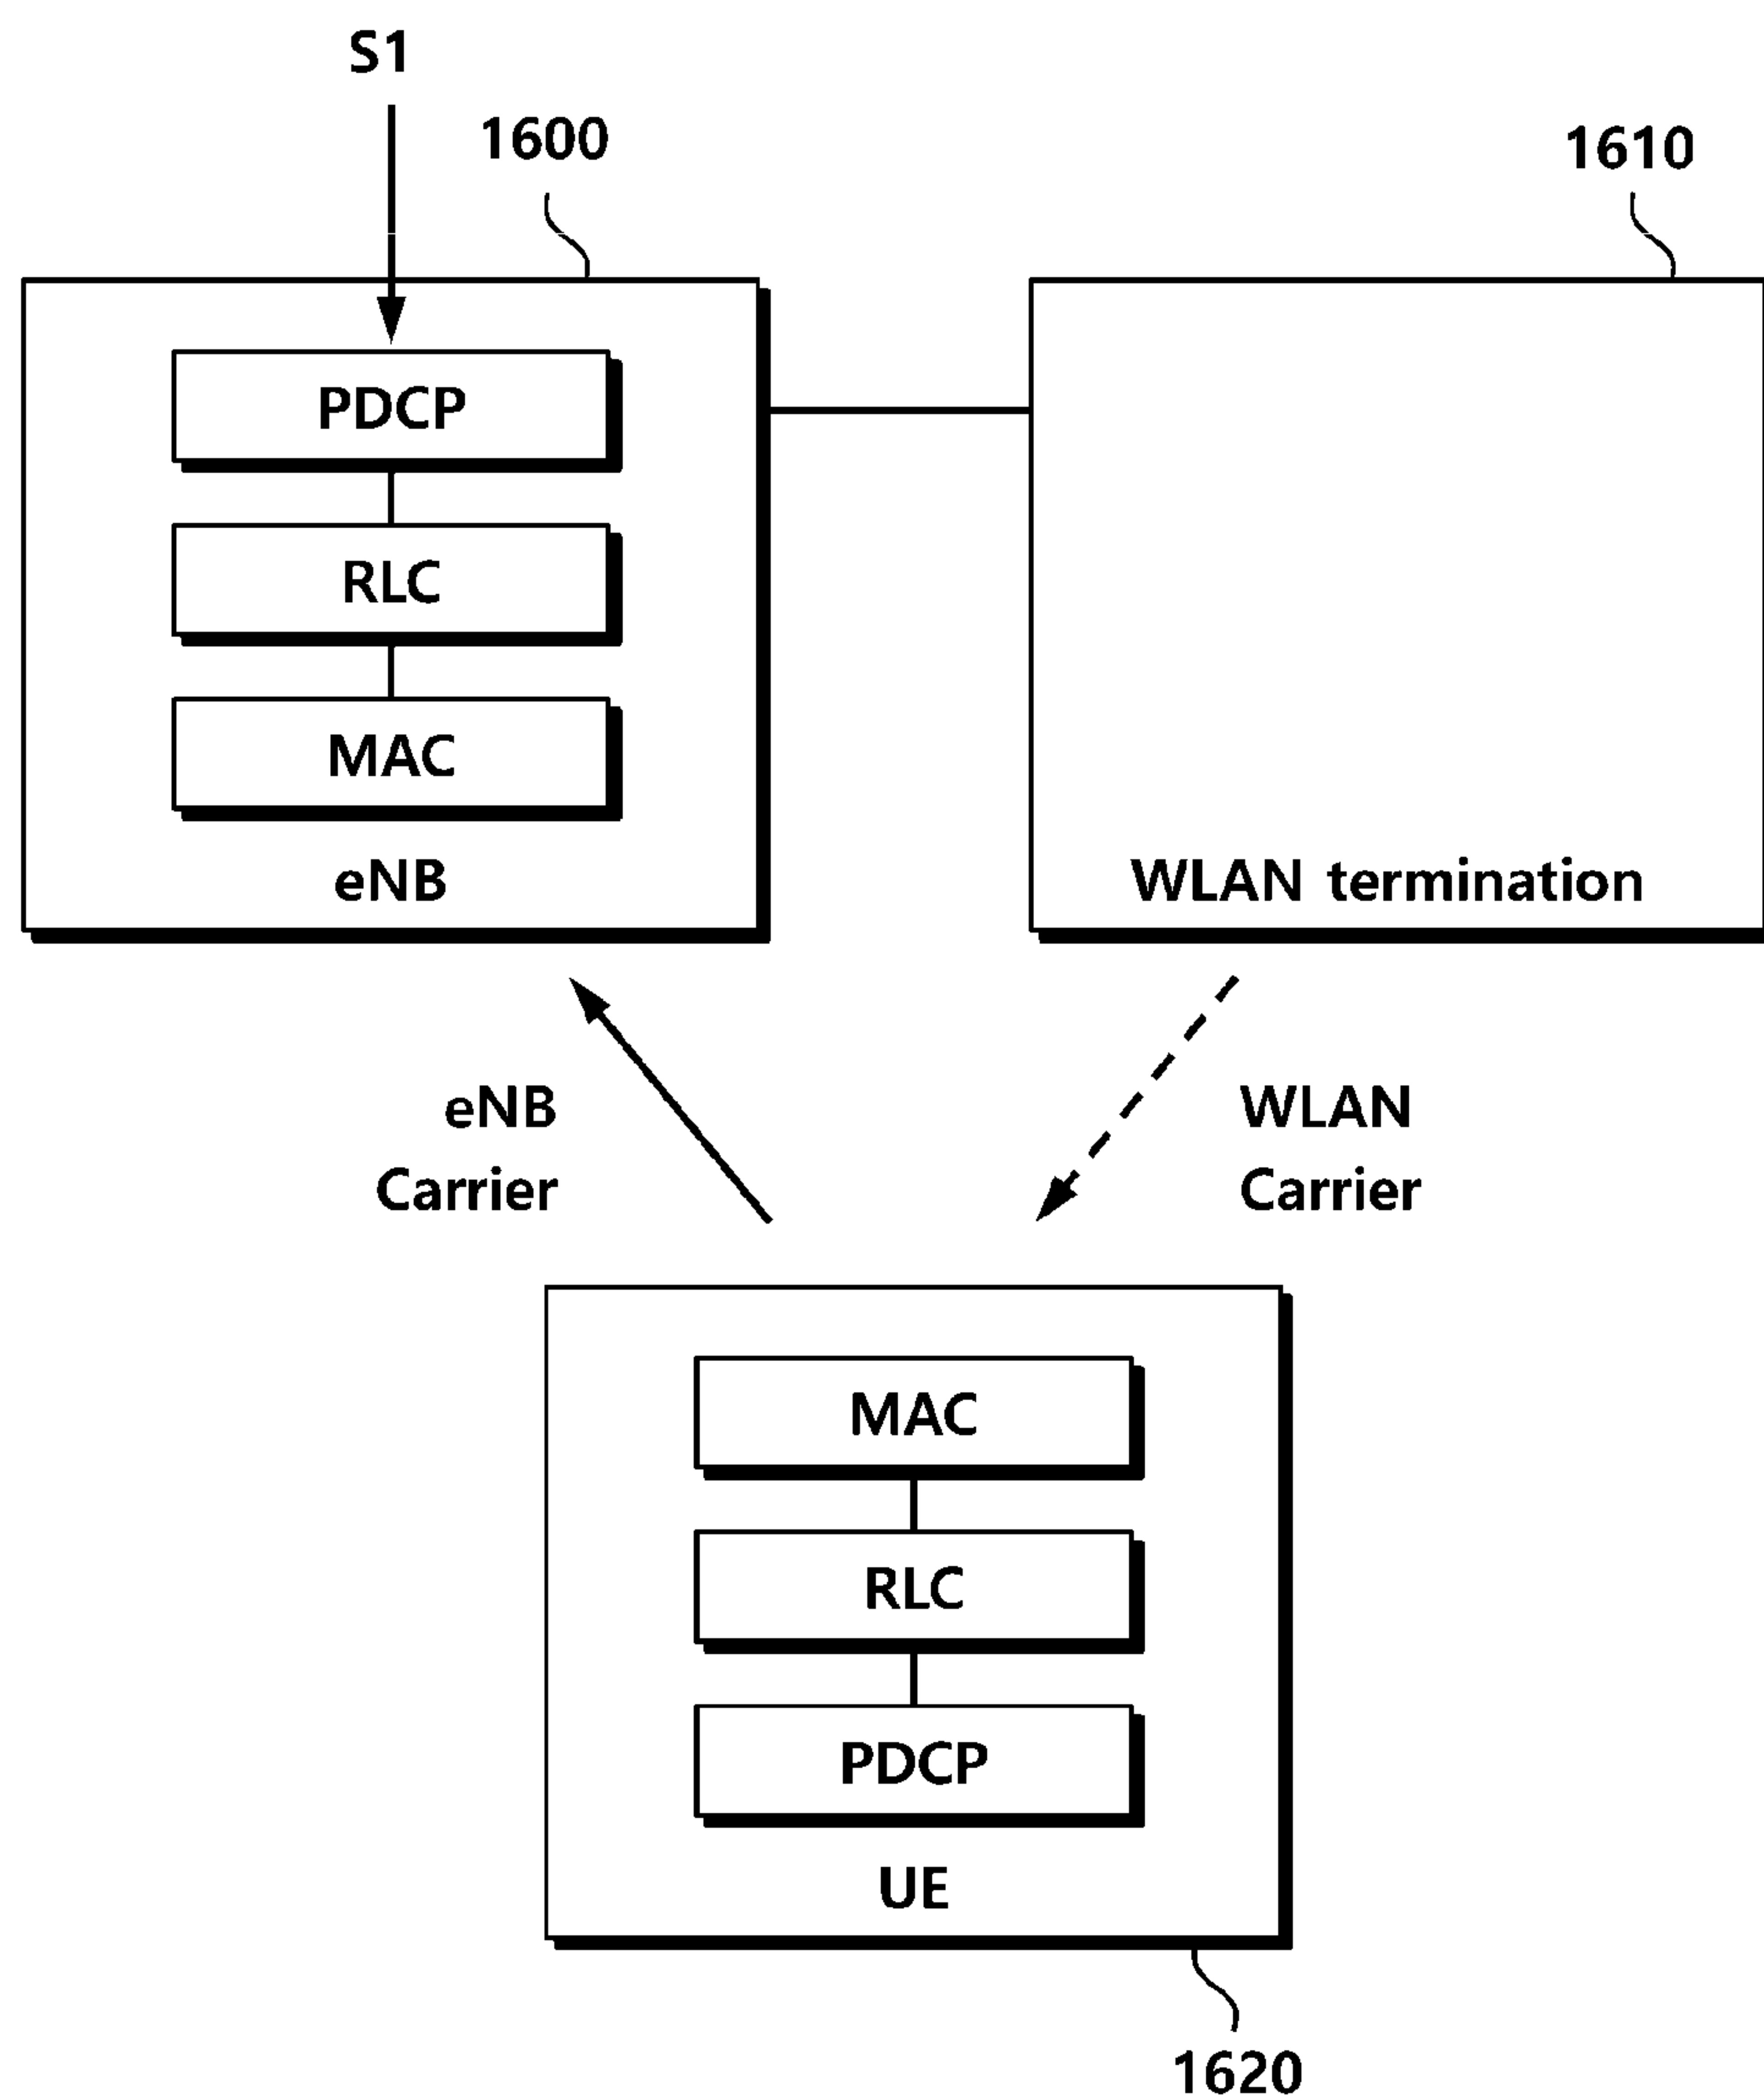 S1
1600
1610
PDCP
RLC
MAC
eNB
WLAN termination
eNB
Carrier
WLAN
Carrier
MAC
RLC
PDCP
UE
1620